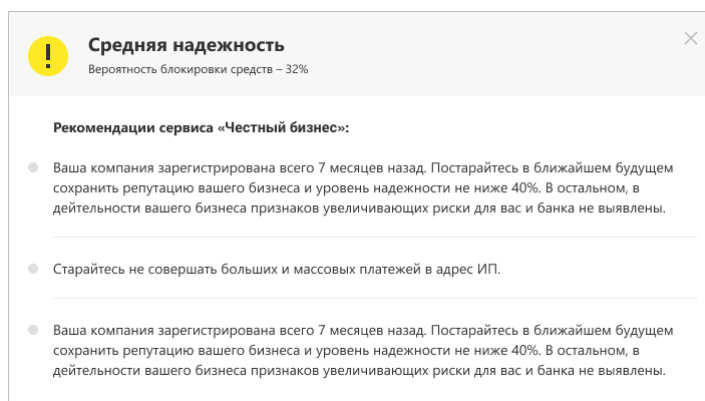 Средняя надежность
Вероятность блокировки средств – 32%
Рекомендации сервиса «Честный бизнес»:
Ваша компания зарегистрирована всего 7 месяцев назад. Постарайтесь в ближайшем будущем
сохранить репутацию вашего бизнеса и уровень надежности не ниже 40%. В остальном, в
дейтельности вашего бизнеса признаков увеличивающих риски для вас и банка не выявлены.
Старайтесь не совершать больших и массовых платежей в адрес ИП.
Ваша компания зарегистрирована всего 7 месяцев назад. Постарайтесь в ближайшем будущем
сохранить репутацию вашего бизнеса и уровень надежности не ниже 40%. В остальном, в
дейтельности вашего бизнеса признаков увеличивающих риски для вас и банка не выявлены.